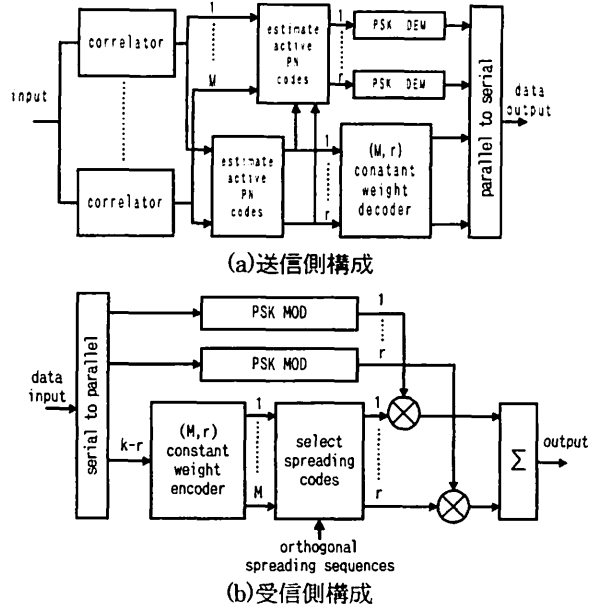 correlator
input
correlator
1
M
estimate
active
PN
codes
1
r
PSK DEM
PSK DEM
estimate
active
PN
codes
1
r
(M,r)
constant
weight
decoder
parallel to serial
data
output
(a)送信側構成
data
input
serial to parallel
PSK MOD
PSK MOD
1
r
k-r
(M,r)
constant
weight
encoder
1
M
select
spreading
codes
1
r
orthogonal
spreading sequences
Σ
output
(b)受信側構成